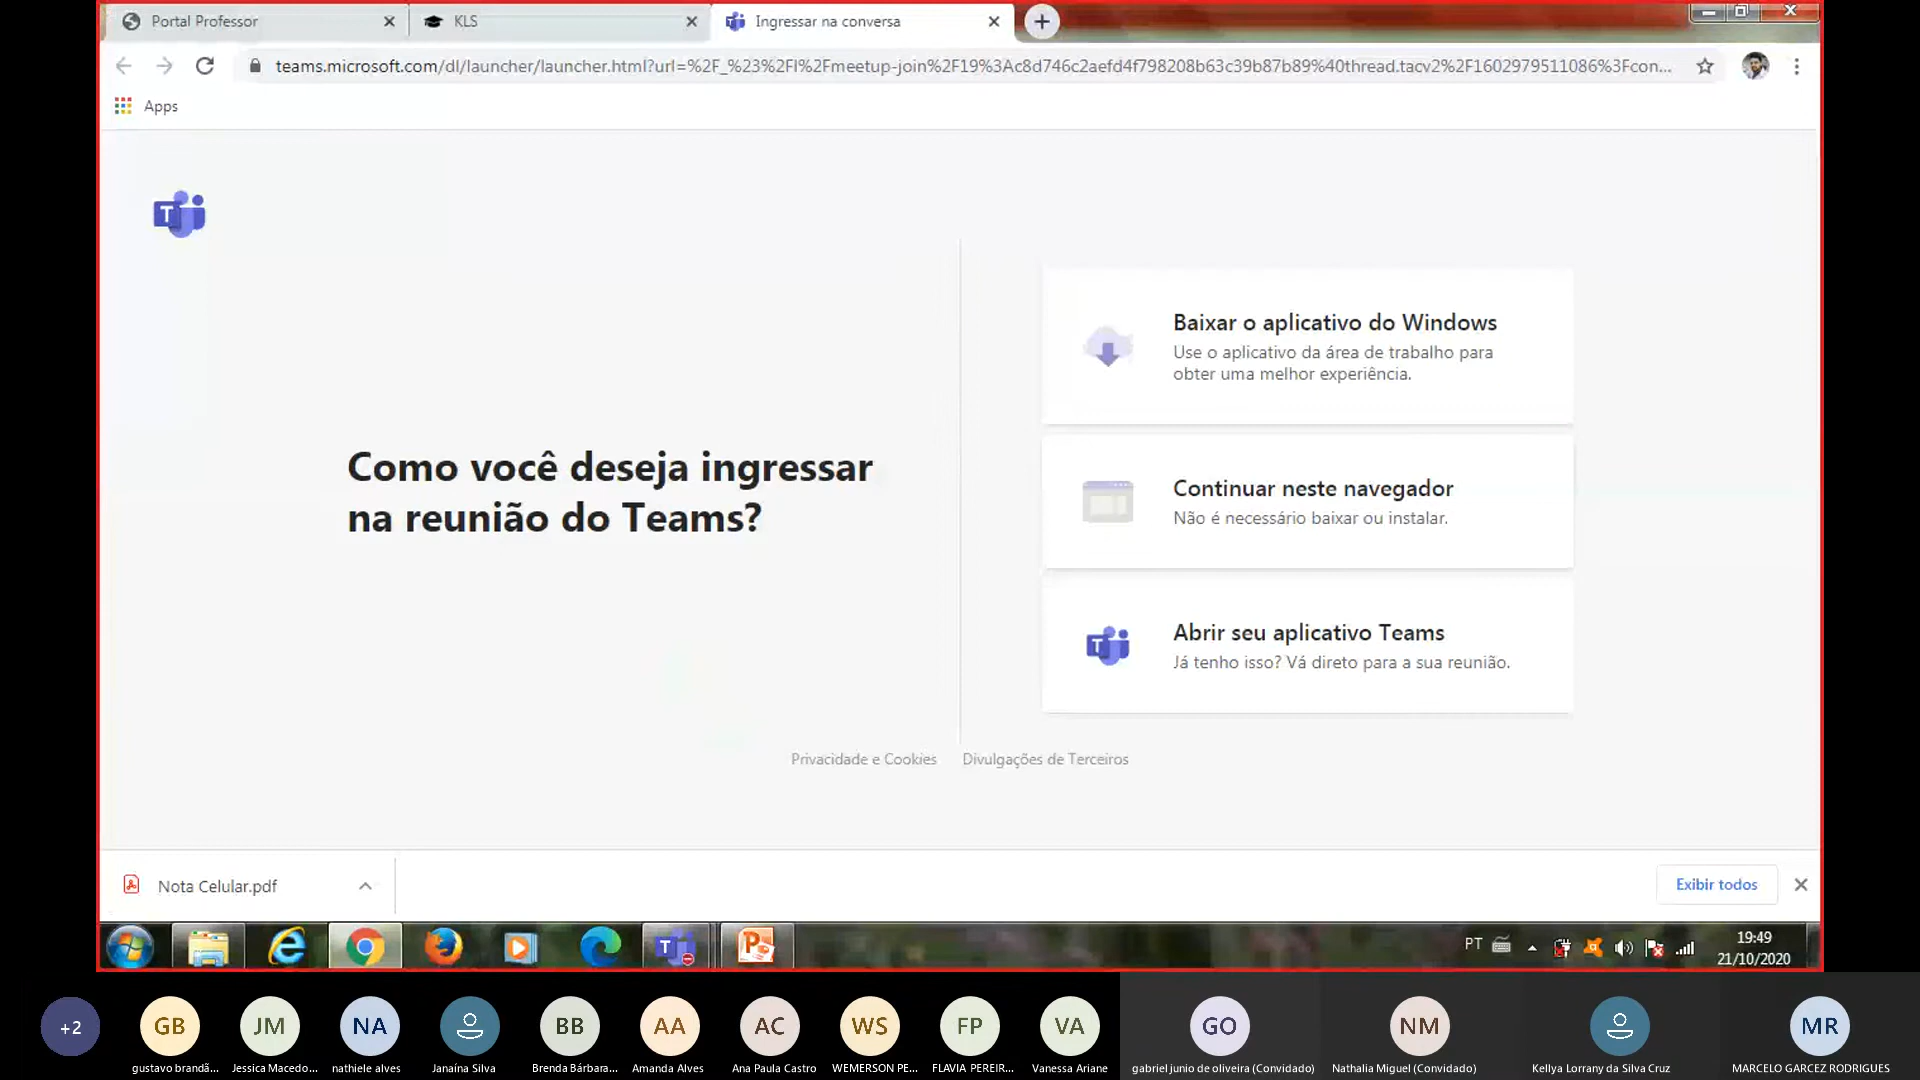 Portal Professor
KLS
Ingressar na conversa
teams.microsoft.com/dl/launcher/launcher.html?url=%2F_%23%2Fl%2Fmeetup-join%2F19%3Ac8d746c2aefd4f798208b63c39b87b89%40thread.tacv2%2F1602979511086%3Fcon...
Apps
T
Baixar o aplicativo do Windows
Use o aplicativo da área de trabalho para
obter uma melhor experiência.
Como você deseja ingressar
na reunião do Teams?
Continuar neste navegador
Não é necessário baixar ou instalar.
T
Abrir seu aplicativo Teams
Já tenho isso? Vá direto para a sua reunião.
Privacidade e Cookies
Divulgações de Terceiros
Nota Celular.pdf
Exibir todos
PT
19:49
21/10/2020
+2
GB
JM
NA
BB
AA
AC
WS
FP
VA
GO
NM
MR
gustavo brandã...
Jessica Macedo...
nathiele alves
Janaína Silva
Brenda Bárbara...
Amanda Alves
Ana Paula Castro
WEMERSON PE...
FLAVIA PEREIR...
Vanessa Ariane
gabriel junio de oliveira (Convidado)
Nathalia Miguel (Convidado)
Kellya Lorrany da Silva Cruz
MARCELO GARCEZ RODRIGUES